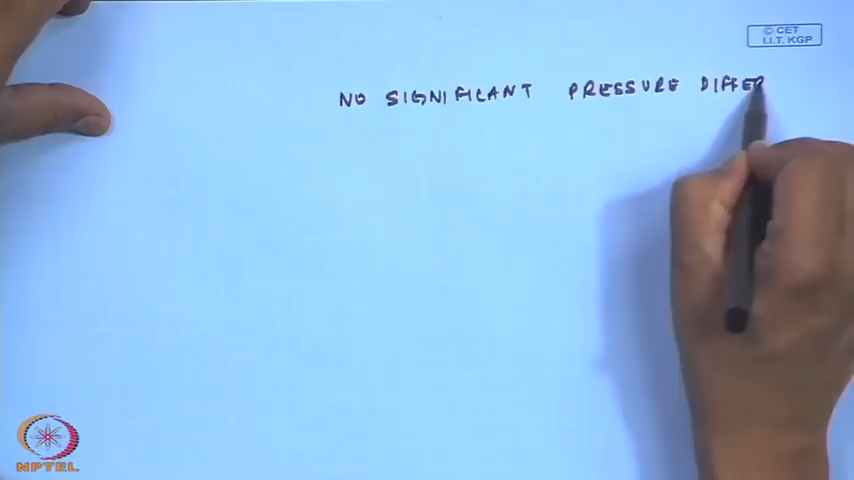 © CET
I.I.T. KGP
NO SIGNIFICANT PRESSURE DIFFER
NPTEL